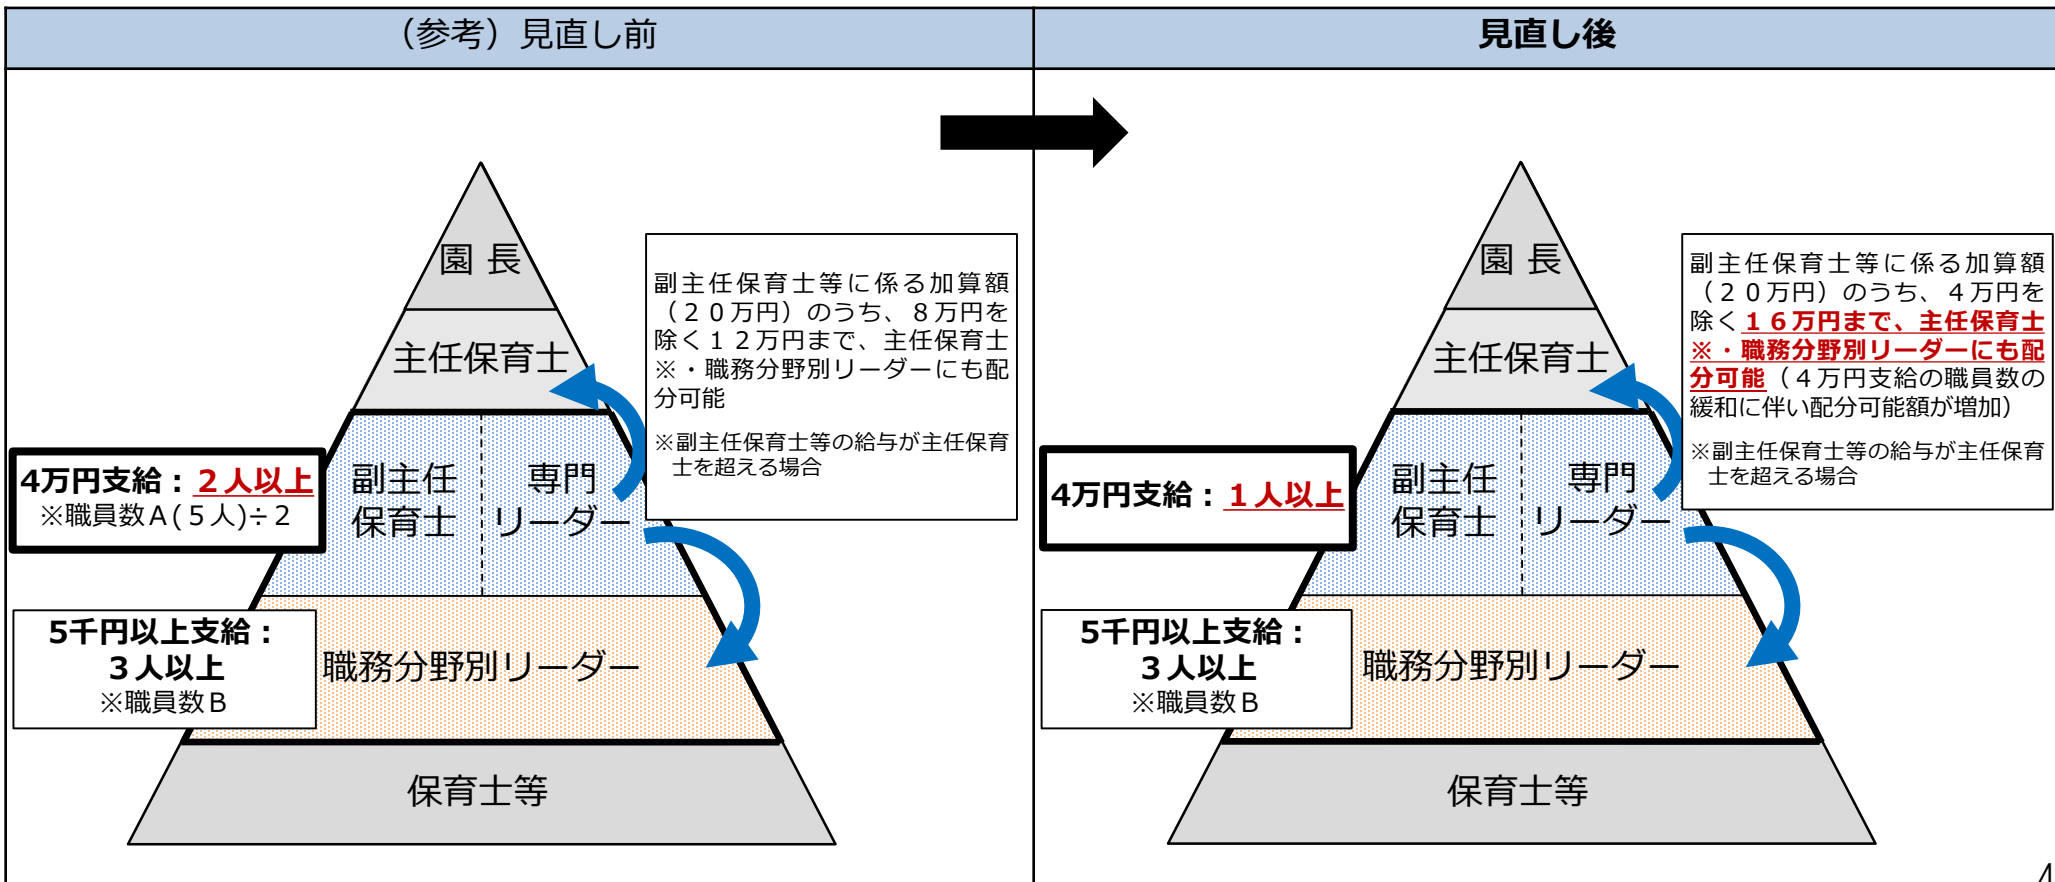 （参考）見直し前
園 長
主任保育士
副主任
保育士
専門
リーダー
職務分野別リーダー
保育士等
4万円支給：２人以上
※職員数Ａ(５人)÷２
5千円以上支給：
３人以上
※職員数Ｂ
副主任保育士等に係る加算額
（２０万円）のうち、８万円を
除く１２万円まで、主任保育士
※・職務分野別リーダーにも配
分可能
※副主任保育士等の給与が主任保育
士を超える場合
見直し後
園 長
主任保育士
副主任
保育士
専門
リーダー
職務分野別リーダー
保育士等
4万円支給：１人以上
5千円以上支給：
３人以上
※職員数Ｂ
副主任保育士等に係る加算額
（２０万円）のうち、４万円を
除く１６万円まで、主任保育士
※・職務分野別リーダーにも配
分可能（４万円支給の職員数の
緩和に伴い配分可能額が増加）
※副主任保育士等の給与が主任保育
士を超える場合